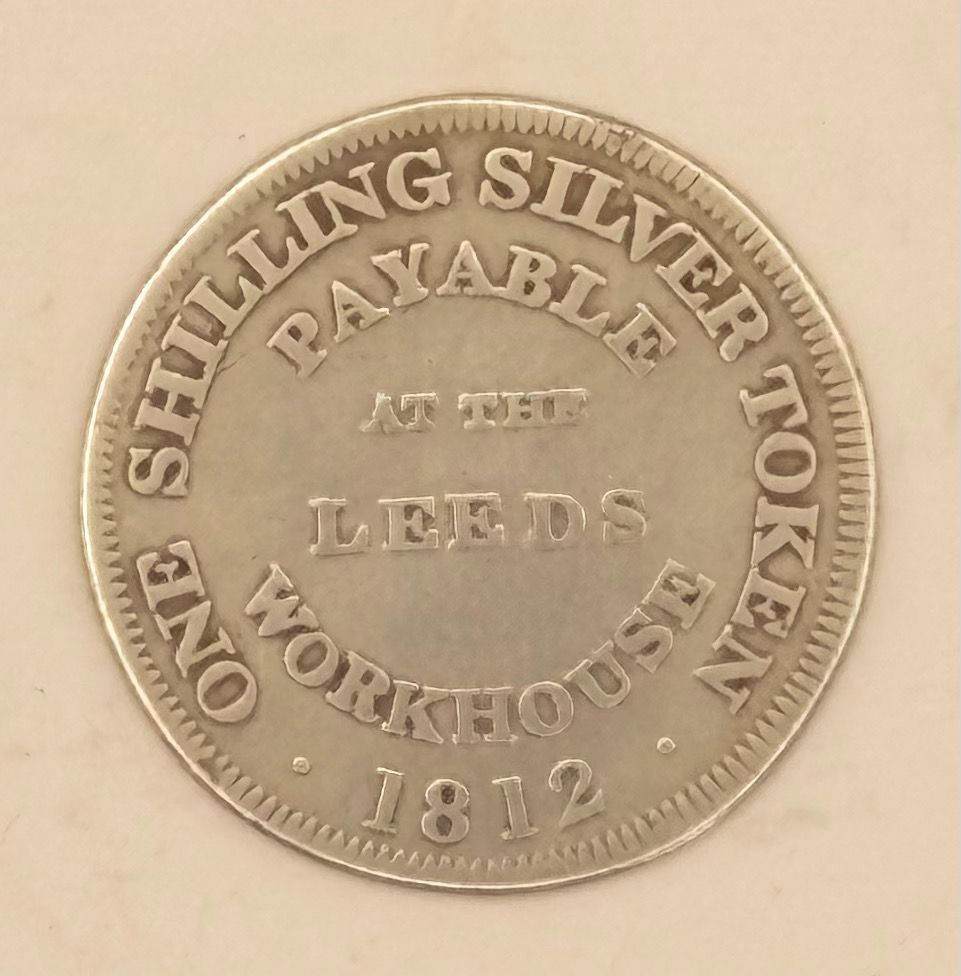 ONE SHILLING SILVER TOKEN
PAYABLE
AT THE
LEEDS
WORKHOUSE
· 1812 ·